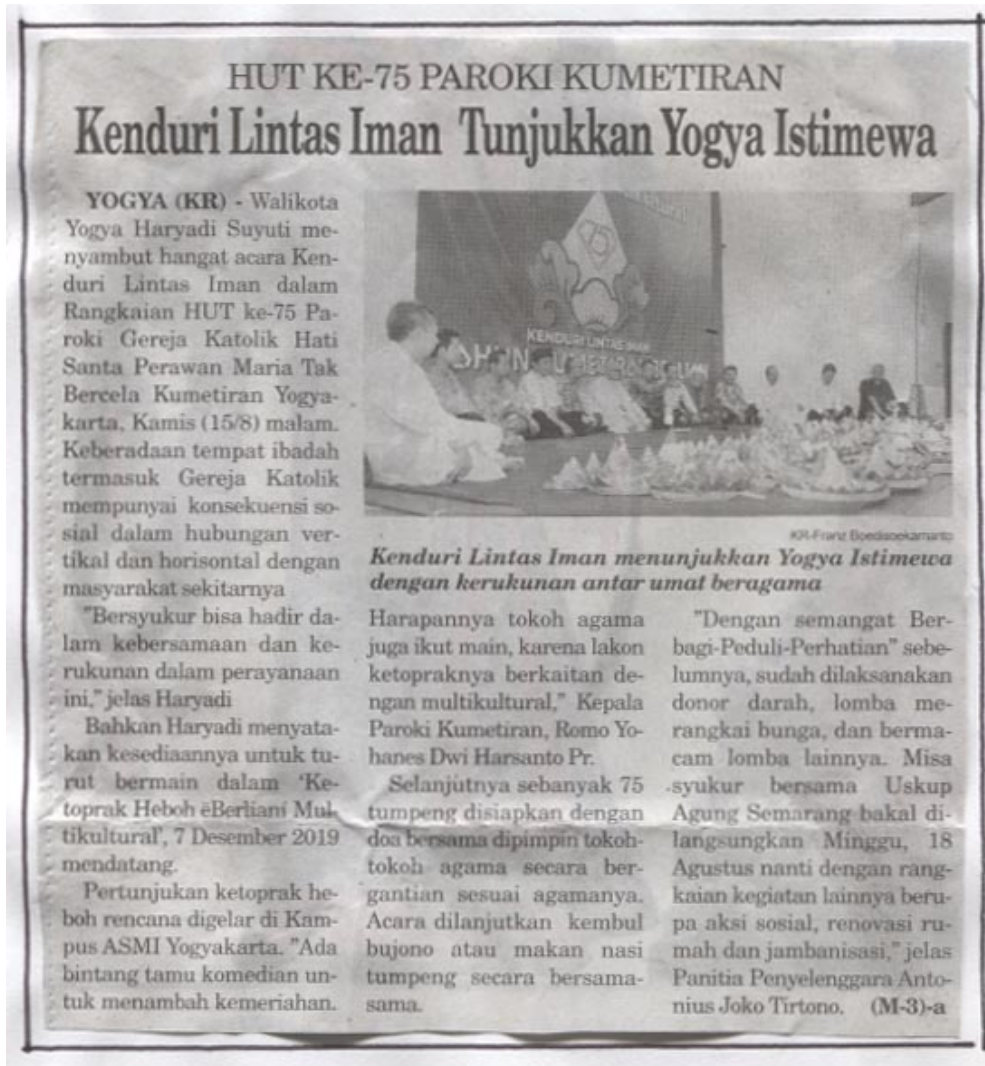 HUT KE-75 PAROKI KUMETIRAN
Kenduri Lintas Iman Tunjukkan Yogya Istimewa
YOGYA (KR) - Walikota
Yogya Haryadi Suyuti me-
nyambut hangat acara Ken-
duri Lintas Iman dalam
Rangkaian HUT ke-75 Pa-
roki Gereja Katolik Hati
Santa Perawan Maria Tak
Bercela Kumetiran Yogya-
karta, Kamis (15/8) malam.
Keberadaan tempat ibadah
termasuk Gereja Katolik
mempunyai konsekuensi so-
sial dalam hubungan ver-
tikal dan horisontal dengan
masyarakat sekitarnya
"Bersyukur bisa hadir da-
lam kebersamaan dan ke-
rukunan dalam perayanaan
ini," jelas Haryadi
Bahkan Haryadi menyata-
kan kesediaannya untuk tu-
rut bermain dalam 'Ke-
toprak Heboh ëBerliani Mul-
tikultural', 7 Desember 2019
mendatang.
Pertunjukan ketoprak he-
boh rencana digelar di Kam-
pus ASMI Yogyakarta. "Ada
bintang tamu komedian un-
tuk menambah kemeriahan.
75
KENDURI LINTAS IMAN
KR-Franz Boedisoekamanto
Kenduri Lintas Iman menunjukkan Yogya Istimewa
dengan kerukunan antar umat beragama
Harapannya tokoh agama
juga ikut main, karena lakon
ketopraknya berkaitan de-
ngan multikultural," Kepala
Paroki Kumetiran, Romo Yo-
hanes Dwi Harsanto Pr.
Selanjutnya sebanyak 75
tumpeng disiapkan dengan
doa bersama dipimpin tokoh-
tokoh agama secara ber-
gantian sesuai agamanya.
Acara dilanjutkan kembul
bujono atau makan nasi
tumpeng secara bersama-
sama.
"Dengan semangat Ber-
bagi-Peduli-Perhatian" sebe-
lumnya, sudah dilaksanakan
donor darah, lomba me-
rangkai bunga, dan berma-
cam lomba lainnya. Misa
syukur bersama Uskup
Agung Semarang bakal di-
langsungkan Minggu, 18
Agustus nanti dengan rang-
kaian kegiatan lainnya beru-
pa aksi sosial, renovasi ru-
mah dan jambanisasi," jelas
Panitia Penyelenggara Anto-
nius Joko Tirtono. (M-3)-a